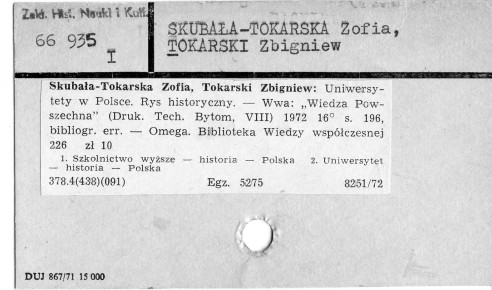 Zakł. Hist. Nauki i Kult.
66 935
I
SKUBAŁA-TOKARSKA Zofia,
TOKARSKI Zbigniew
Skubała-Tokarska Zofia, Tokarski Zbigniew: Uniwersy-
tety w Polsce. Rys historyczny. — Wwa: „Wiedza Pow-
szechna” (Druk. Tech. Bytom, VIII) 1972 16° s. 196,
bibliogr. err. — Omega. Biblioteka Wiedzy współczesnej
226 zł 10
1. Szkolnictwo wyższe — historia — Polska 2. Uniwersytet
— historia — Polska
378.4(438)(091) Egz. 5275 8251/72
DUJ 867/71 15 000